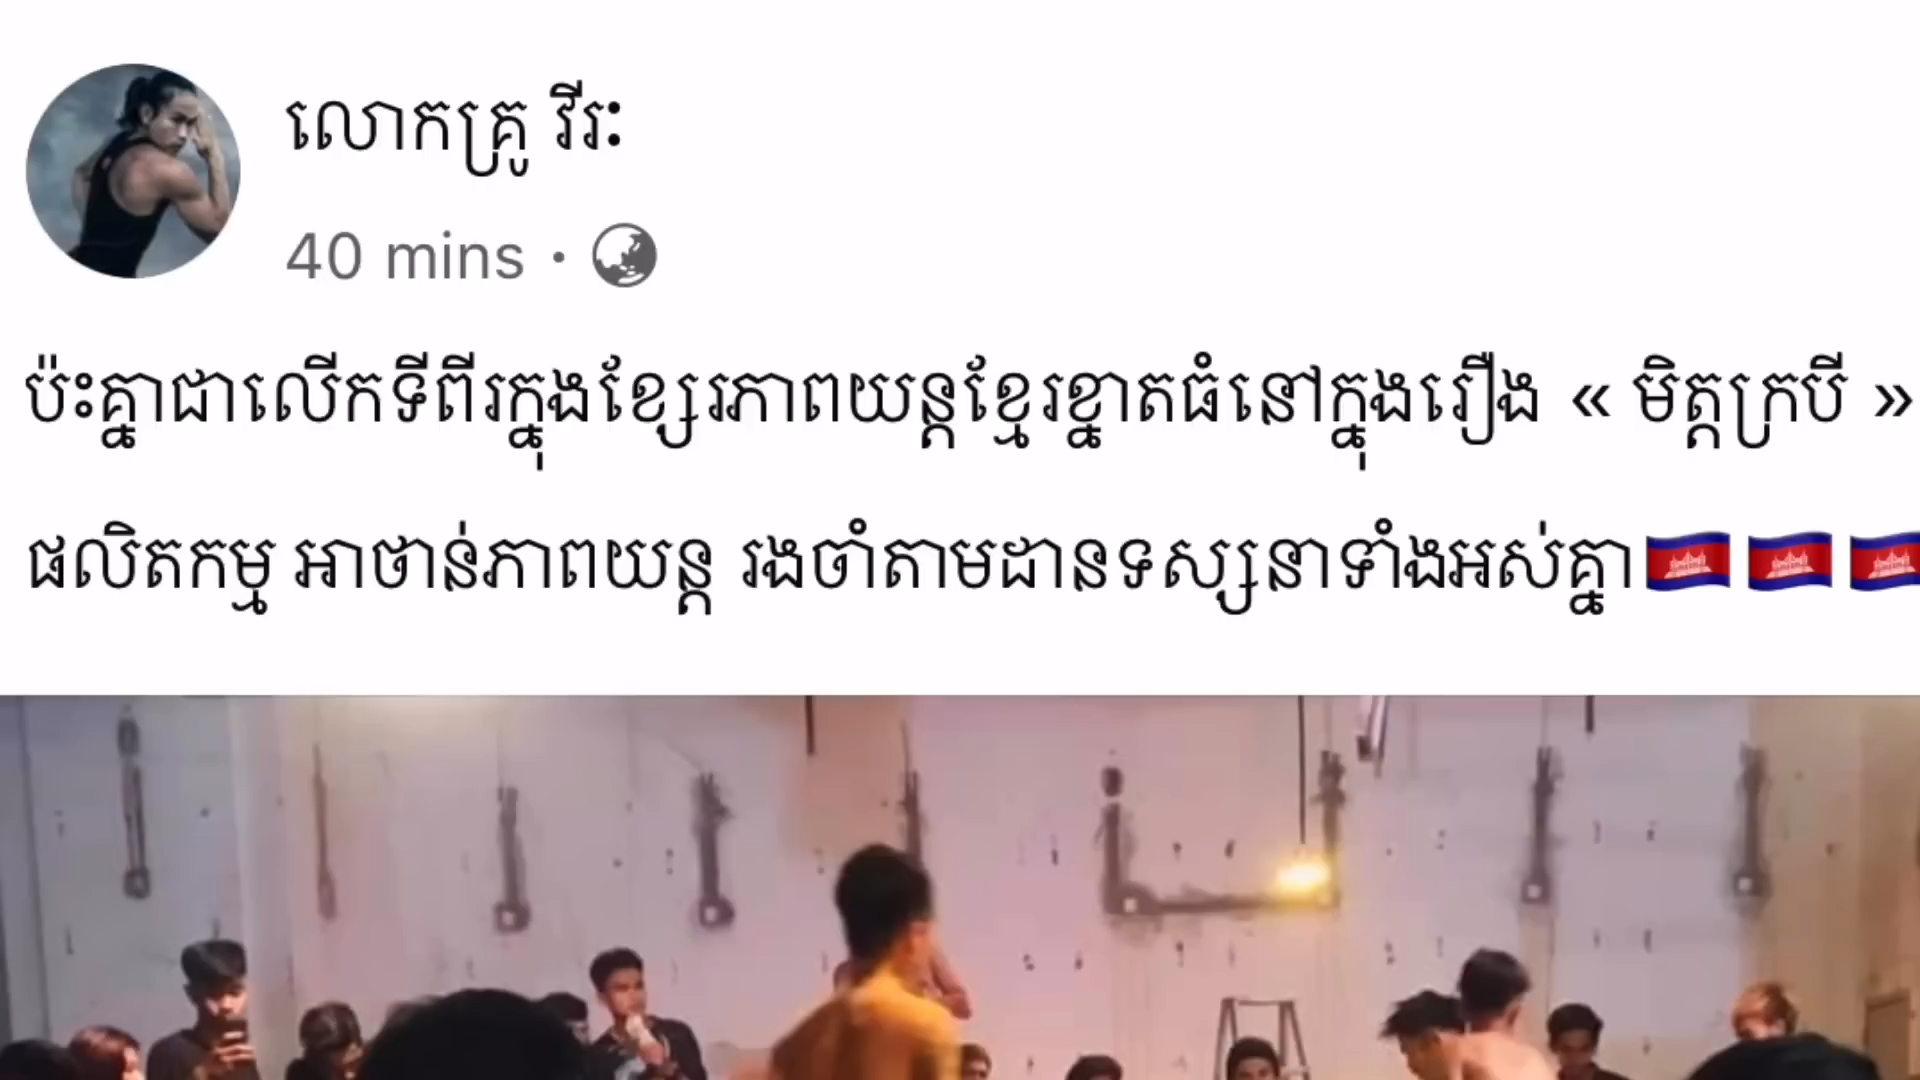 លោកគ្រូ វីរះ
40 mins ·
ប៉ះគ្នាជាលើកទីពីរក្នុងខ្សែរភាពយន្តខ្មែរខ្នាតធំនៅក្នុងរឿង « មិត្តក្របី »
ផលិតកម្ម អាថាន់ភាពយន្ត រងចាំតាមដានទស្សនាទាំងអស់គ្នា🇰🇭🇰🇭🇰🇭